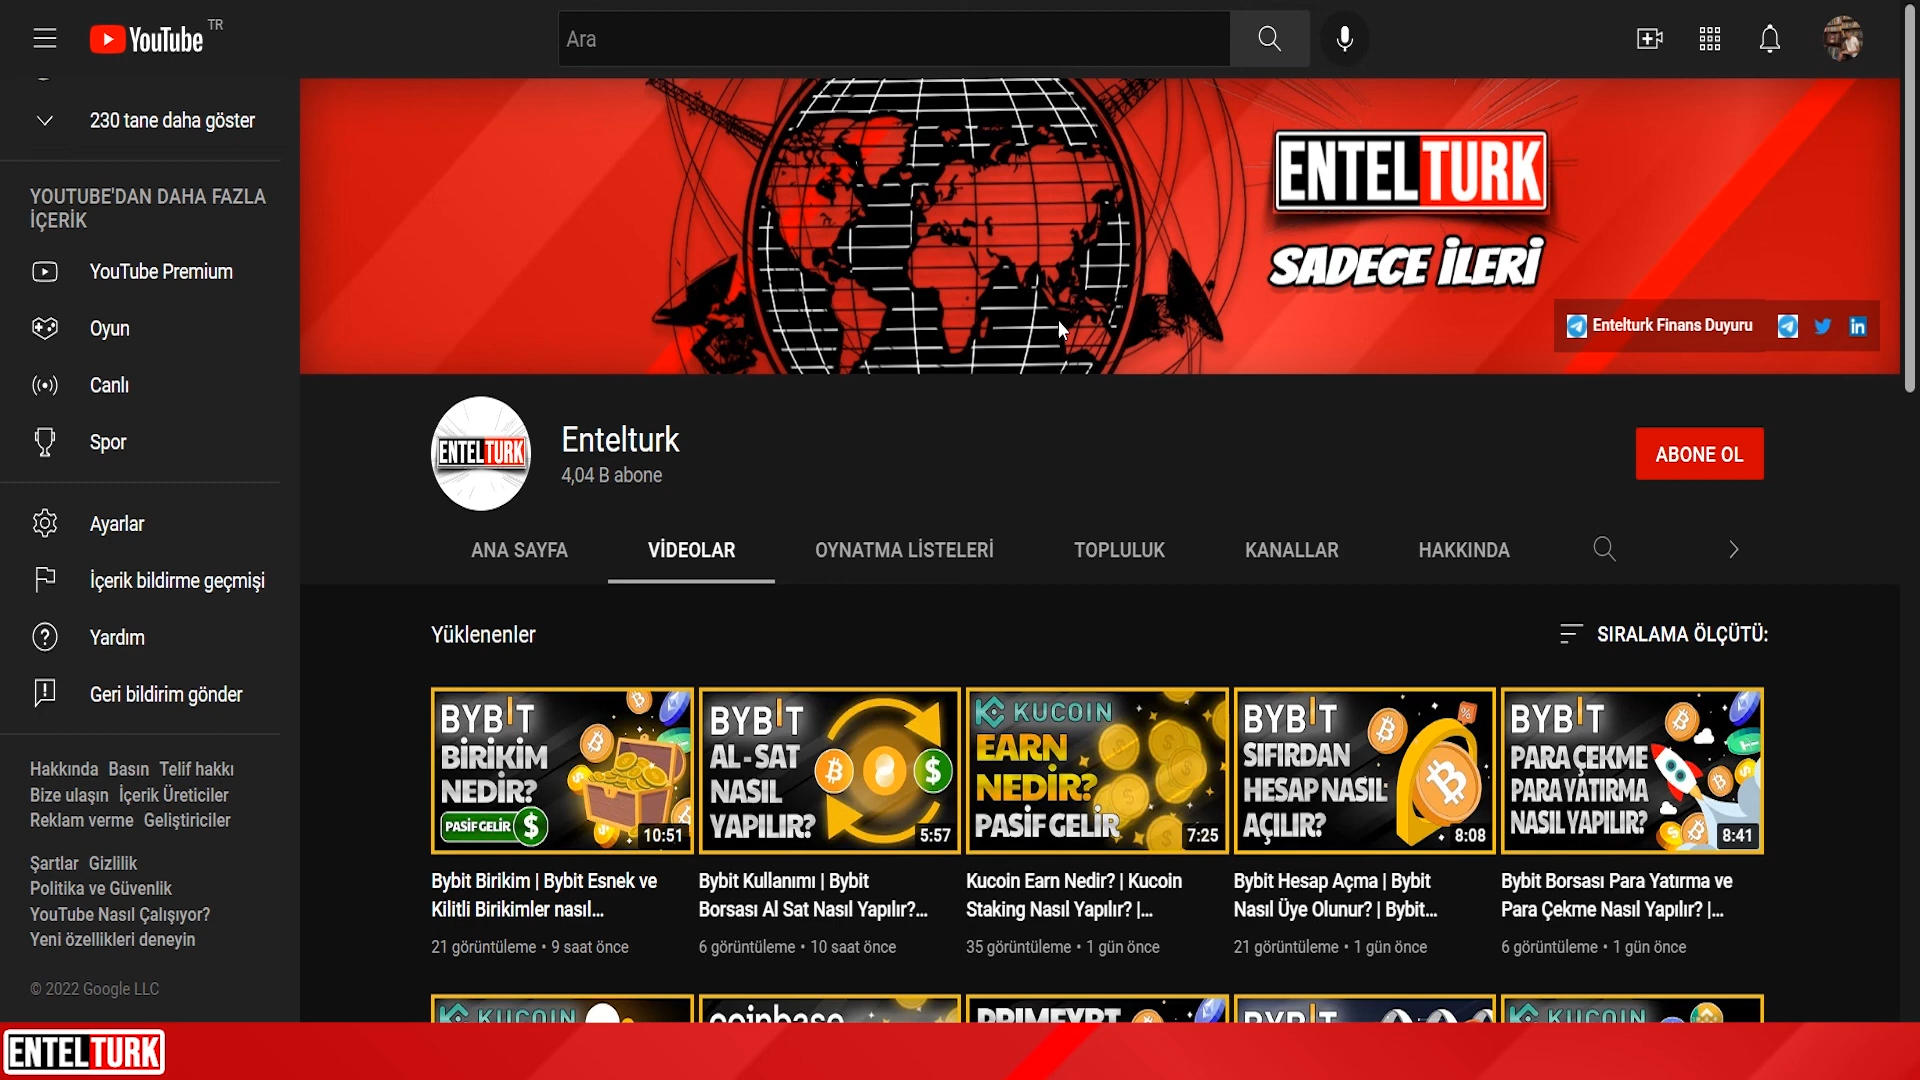 YouTube TR
Ara
230 tane daha göster
YOUTUBE'DAN DAHA FAZLA
İÇERİK
YouTube Premium
Oyun
Canlı
Spor
Ayarlar
İçerik bildirme geçmişi
Yardım
Geri bildirim gönder
Hakkında Basın Telif hakkı
Bize ulaşın İçerik Üreticiler
Reklam verme Geliştiriciler
Şartlar Gizlilik
Politika ve Güvenlik
YouTube Nasıl Çalışıyor?
Yeni özellikleri deneyin
© 2022 Google LLC
ENTELTURK
SADECE İLERİ
Entelturk Finans Duyuru
ENTELTURK
Entelturk
4,04 B abone
ABONE OL
ANA SAYFA VİDEOLAR OYNATMA LİSTELERİ TOPLULUK KANALLAR HAKKINDA
Yüklenenler
SIRALAMA ÖLÇÜTÜ:
BYBIT
BİRİKİM
NEDİR?
PASİF GELİR $
10:51
Bybit Birikim | Bybit Esnek ve
Kilitli Birikimler nasıl...
21 görüntüleme • 9 saat önce
BYBIT
AL-SAT
NASIL
YAPILIR?
5:57
Bybit Kullanımı | Bybit
Borsası Al Sat Nasıl Yapılır?...
6 görüntüleme • 10 saat önce
KUCOIN
EARN
NEDİR?
PASİF GELİR
7:25
Kucoin Earn Nedir? | Kucoin
Staking Nasıl Yapılır? |...
35 görüntüleme • 1 gün önce
BYBIT
SIFIRDAN
HESAP NASIL
AÇILIR?
8:08
Bybit Hesap Açma | Bybit
Nasıl Üye Olunur? | Bybit...
21 görüntüleme • 1 gün önce
BYBIT
PARA ÇEKME
PARA YATIRMA
NASIL YAPILIR?
8:41
Bybit Borsası Para Yatırma ve
Para Çekme Nasıl Yapılır? |...
6 görüntüleme • 1 gün önce
KUCOIN
coinbase
PRIMEXBT
BYBIT
KUCOIN
ENTELTURK